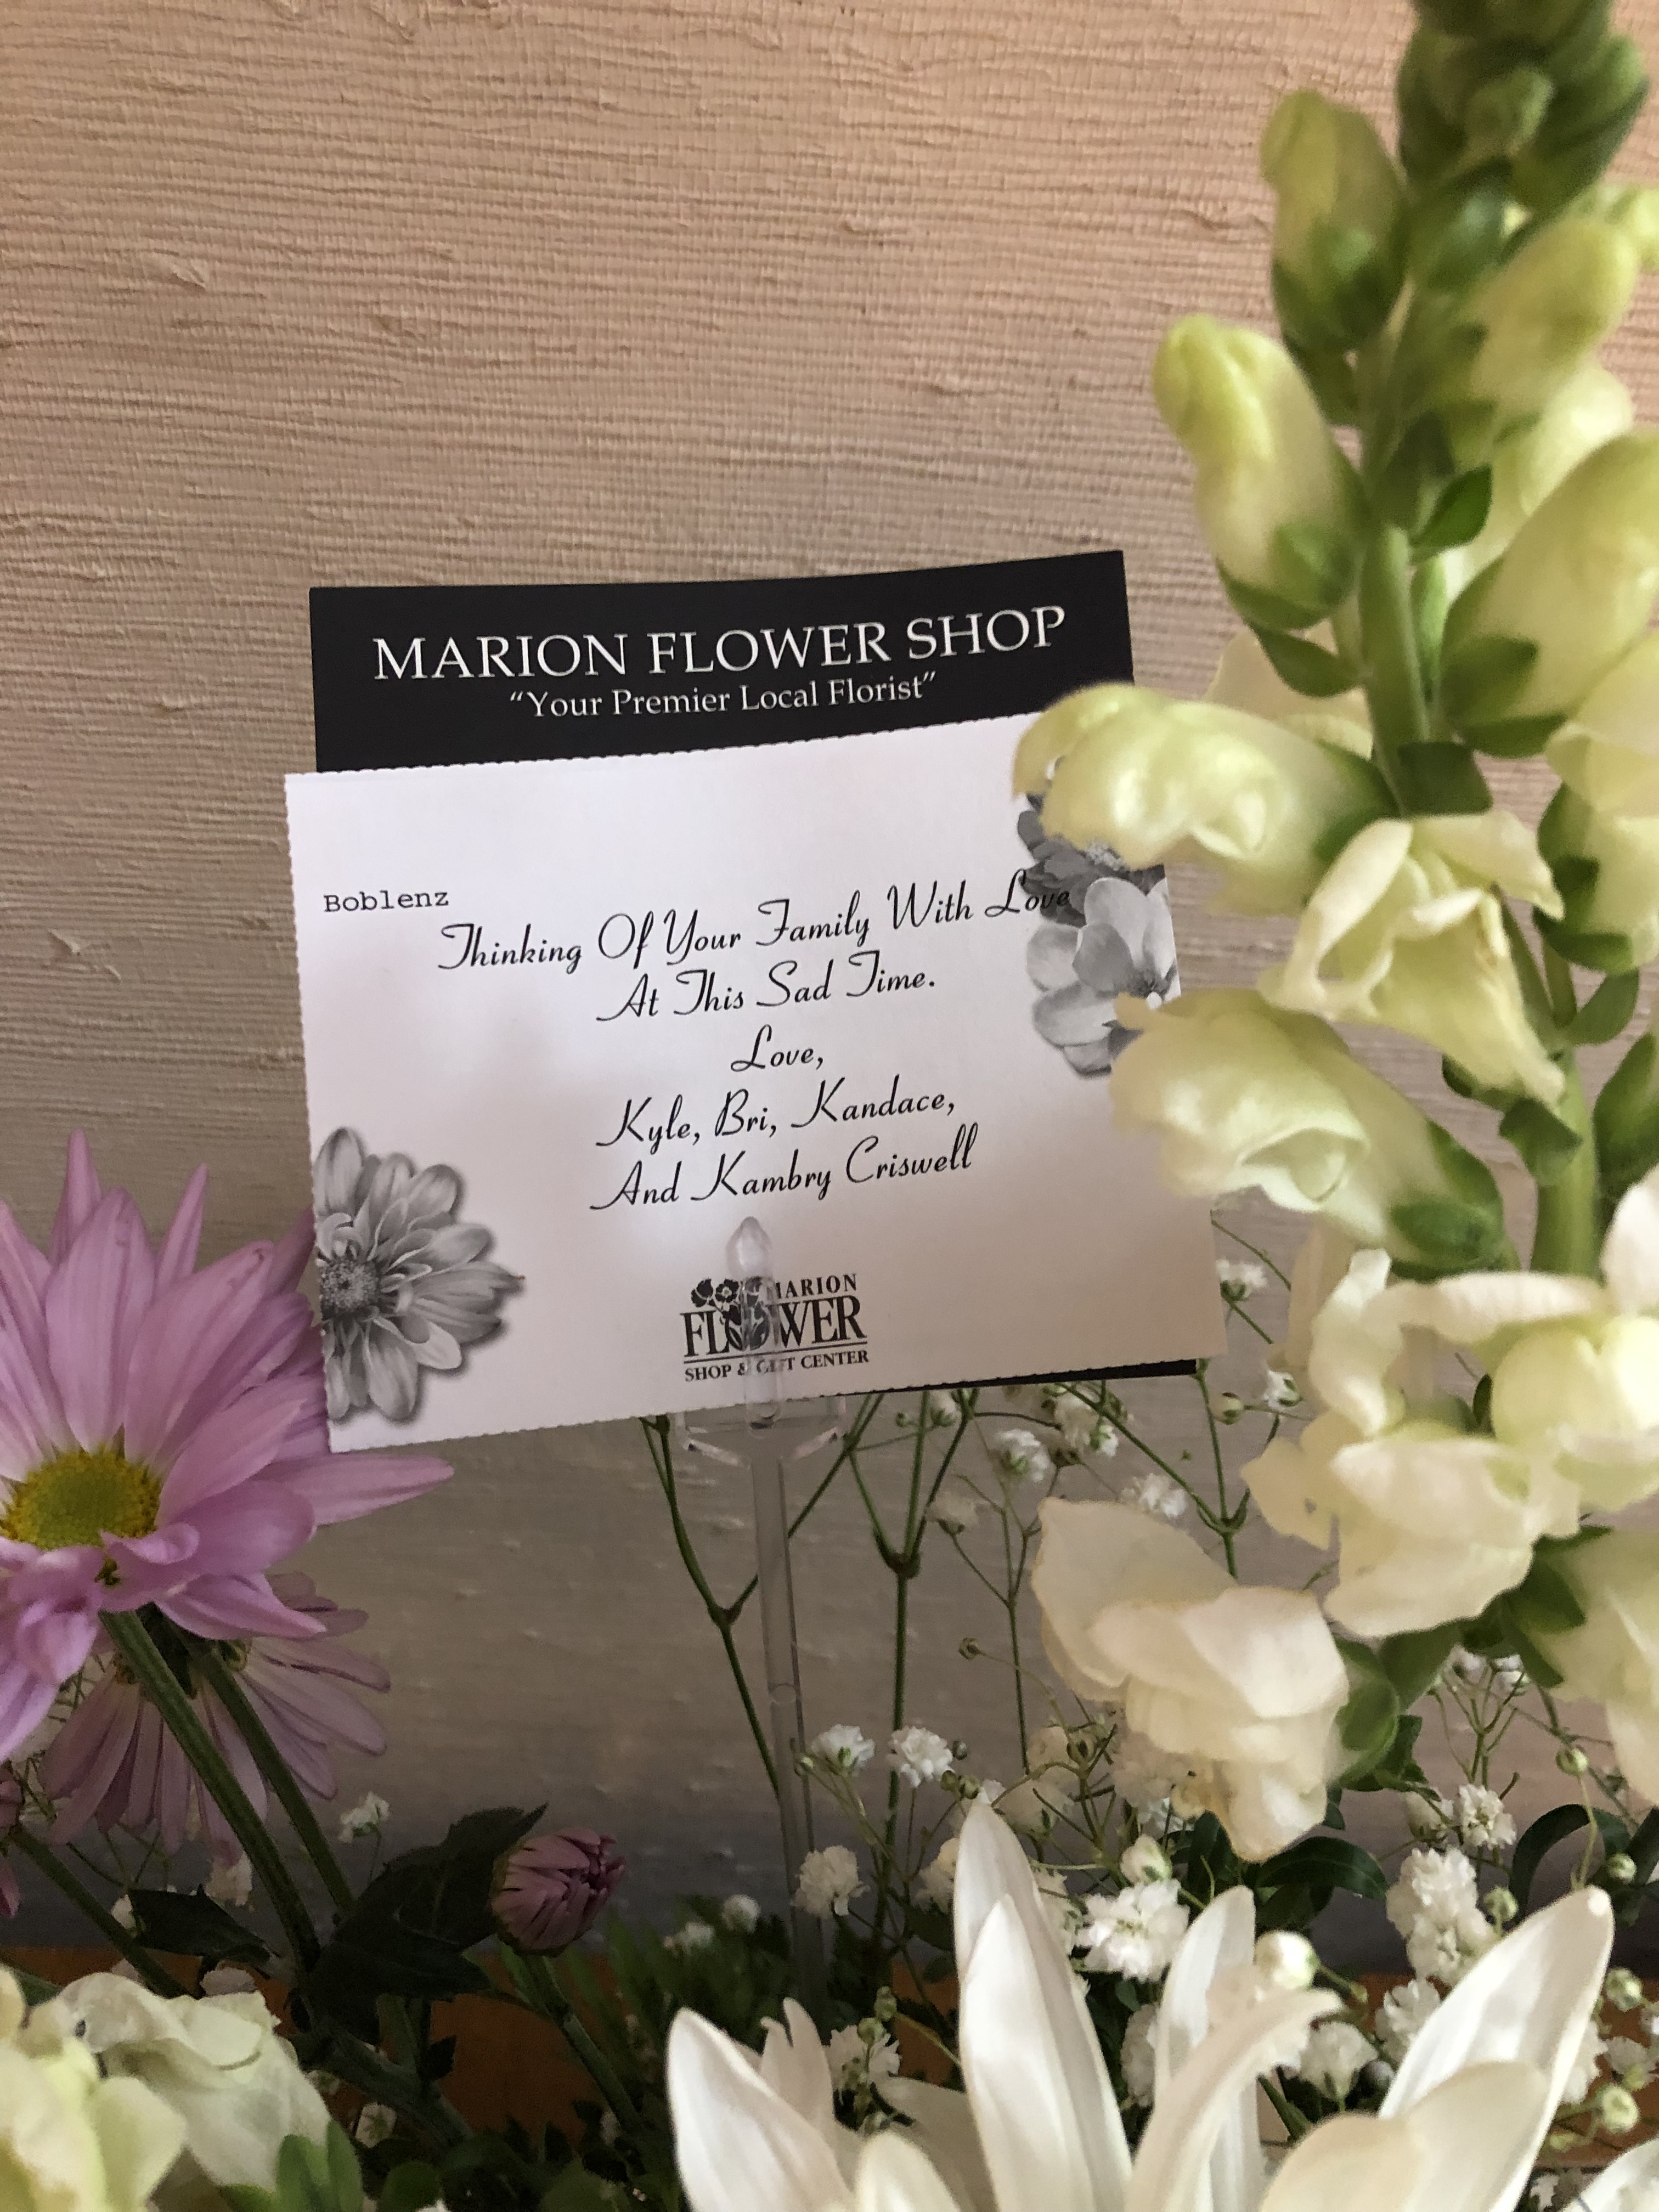 MARION FLOWER SHOP
“Your Premier Local Florist”
Boblenz
Thinking Of Your Family With Love
At This Sad Time.
Love,
Kyle, Bri, Kandace,
And Kambry Criswell
MARION
FLOWER
SHOP & GIFT CENTER